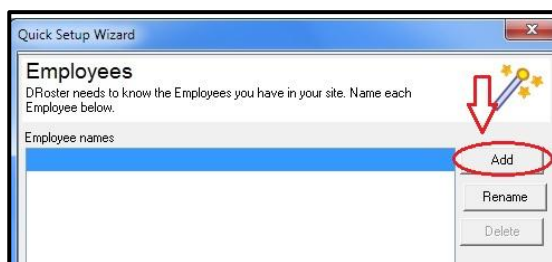 Quick Setup Wizard
Employees
DRoster needs to know the Employees you have in your site. Name each
Employee below.
Employee names
Add
Rename
Delete